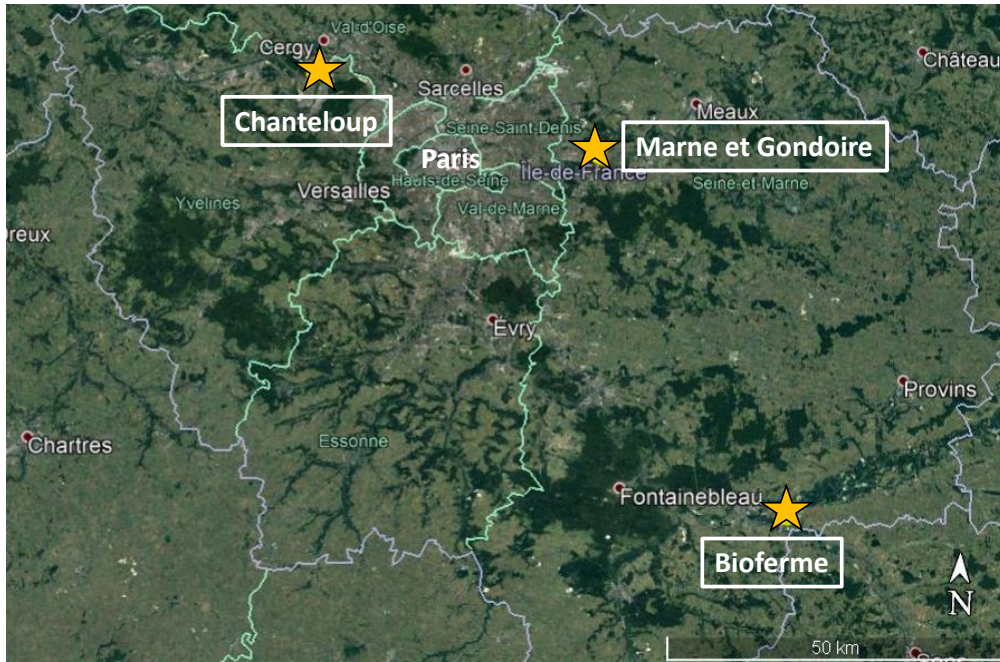 Val-d'Oise
Cergy
Château
Sarcelles
Meaux
Chanteloup
Seine-Saint-Denis
Marne et Gondoire
Paris
Île-de-France
Hauts-de-Seine
Seine-et-Marne
Versailles
Yvelines
Val-de-Marne
Dreux
Evry
Provins
Chartres
Essonne
Fontainebleau
Bioferme
N
50 km